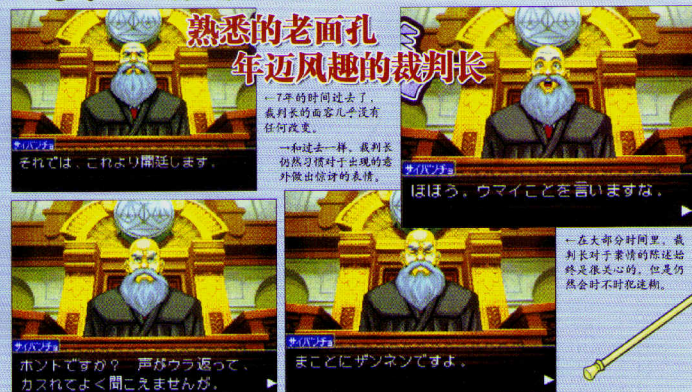 熟悉的老面孔
年迈风趣的裁判长
←7年的时间过去了，
裁判长的面容几乎没有
任何改变。
→和过去一样，裁判长
仍然习惯对于出现的意
外做出惊讶的表情。
サイバンチョ
それでは、これより開廷します。
サイバンチョ
ほほう。ウマイことを言いますな。
←在大部分时间里，裁
判长对于案情的陈述始
终是很关心的，但是仍
然会时不时犯迷糊。
サイバンチョ
ホントですか？ 声がウラ返って、
カスれてよく聞こえませんが。
サイバンチョ
まことにザンネンですよ。